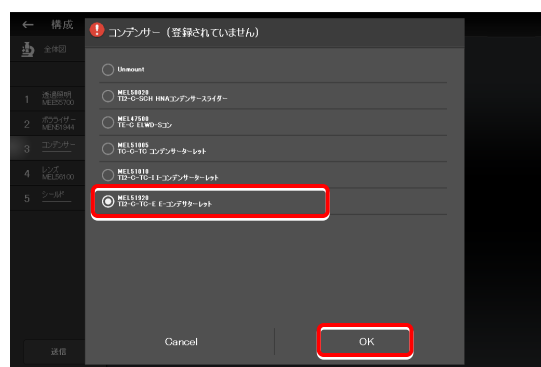 ← 構成
全体図
1 透過照明
MEE55700
2 ポラライザー
MEN51944
3 コンデンサー
4 レンズ
MEL56100
5 シールド
送信
! コンデンサー（登録されていません）
Unmount
MEL58020
TI2-C-SCH HNAコンデンサースライダー
MEL47560
TE-C ELWD-Sコン
MEL51005
TC-C-TC コンデンサーターレット
MEL51910
TI2-C-TC-I I-コンデンサーターレット
MEL51920
TI2-C-TC-E E-コンデサターレット
Cancel
OK